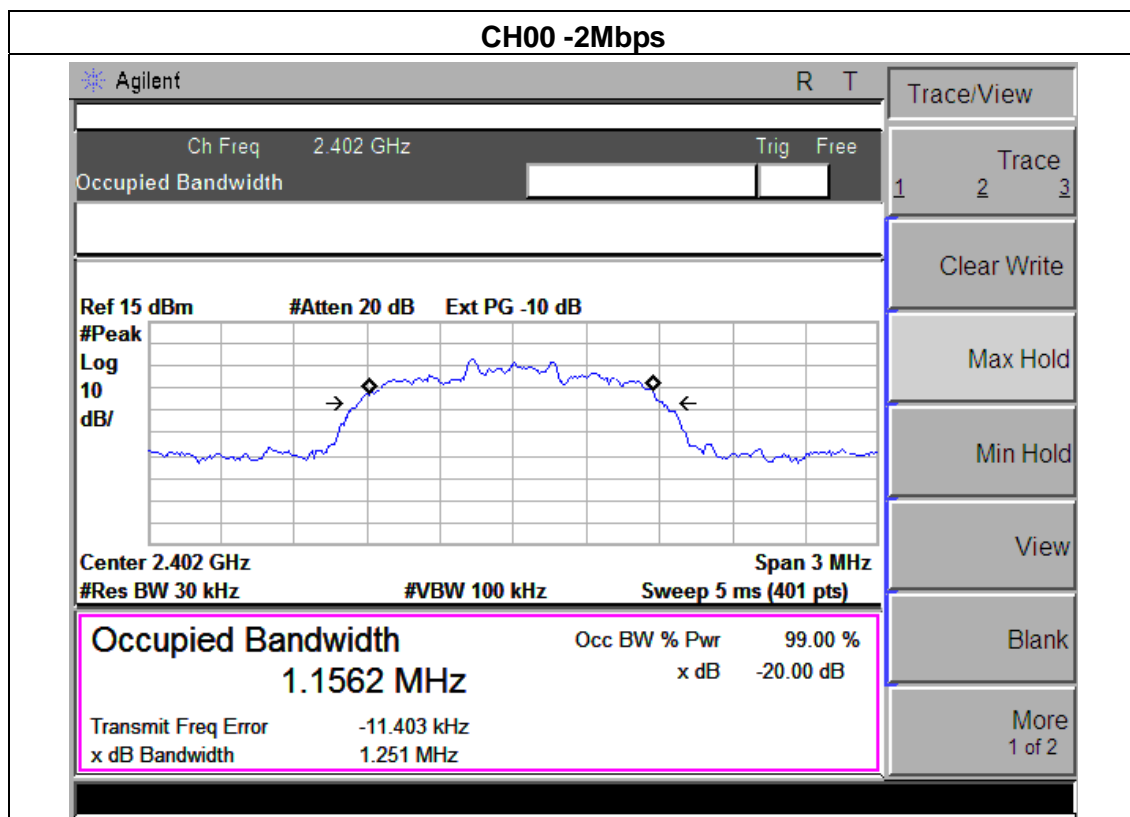 CH00 -2Mbps
Agilent R T
Trace/View
Ch Freq 2.402 GHz Trig Free
Occupied Bandwidth
Trace
1 2 3
Clear Write
Ref 15 dBm #Atten 20 dB Ext PG -10 dB
#Peak
Log
10
dB/
Max Hold
Min Hold
Center 2.402 GHz Span 3 MHz
#Res BW 30 kHz #VBW 100 kHz Sweep 5 ms (401 pts)
View
Occupied Bandwidth Occ BW % Pwr 99.00 %
1.1562 MHz x dB -20.00 dB
Transmit Freq Error -11.403 kHz
x dB Bandwidth 1.251 MHz
Blank
More
1 of 2